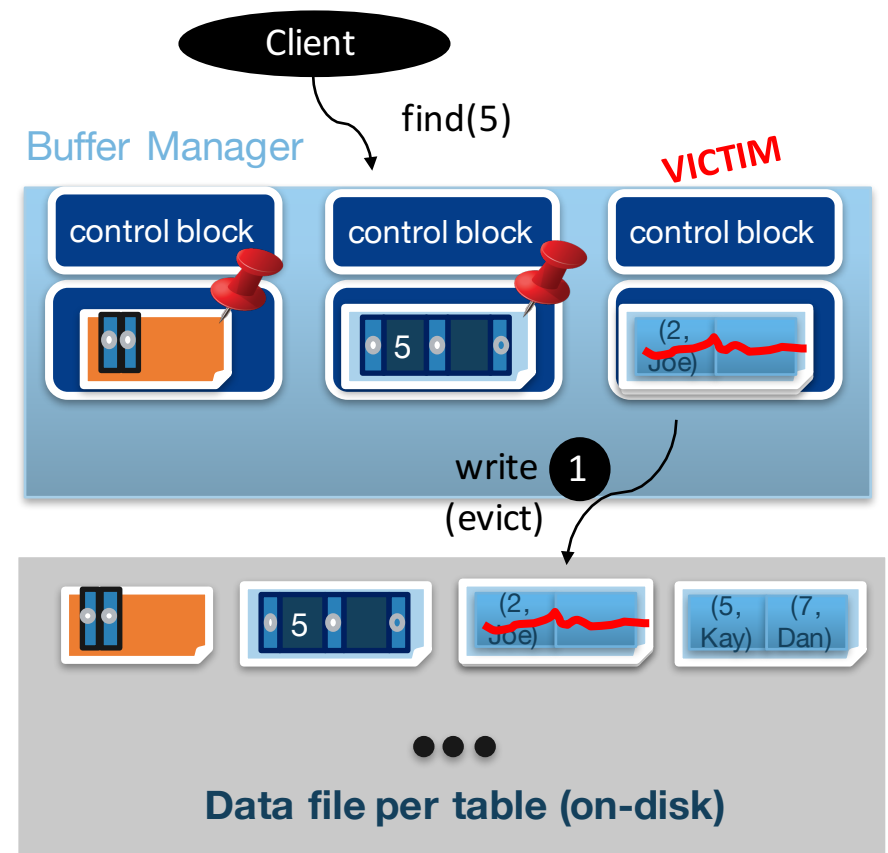 Client
find(5)
Buffer Manager
VICTIM
control block
control block
control block
5
(2,
Joe)
write 1
(evict)
5
(2,
Joe)
(5,
Kay)
(7,
Dan)
Data file per table (on-disk)